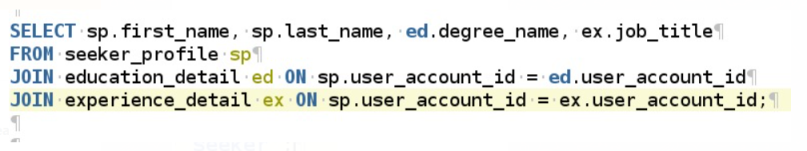 SELECT sp.first_name, sp.last_name, ed.degree_name, ex.job_title
FROM seeker_profile sp
JOIN education_detail ed ON sp.user_account_id = ed.user_account_id
JOIN experience_detail ex ON sp.user_account_id = ex.user_account_id;